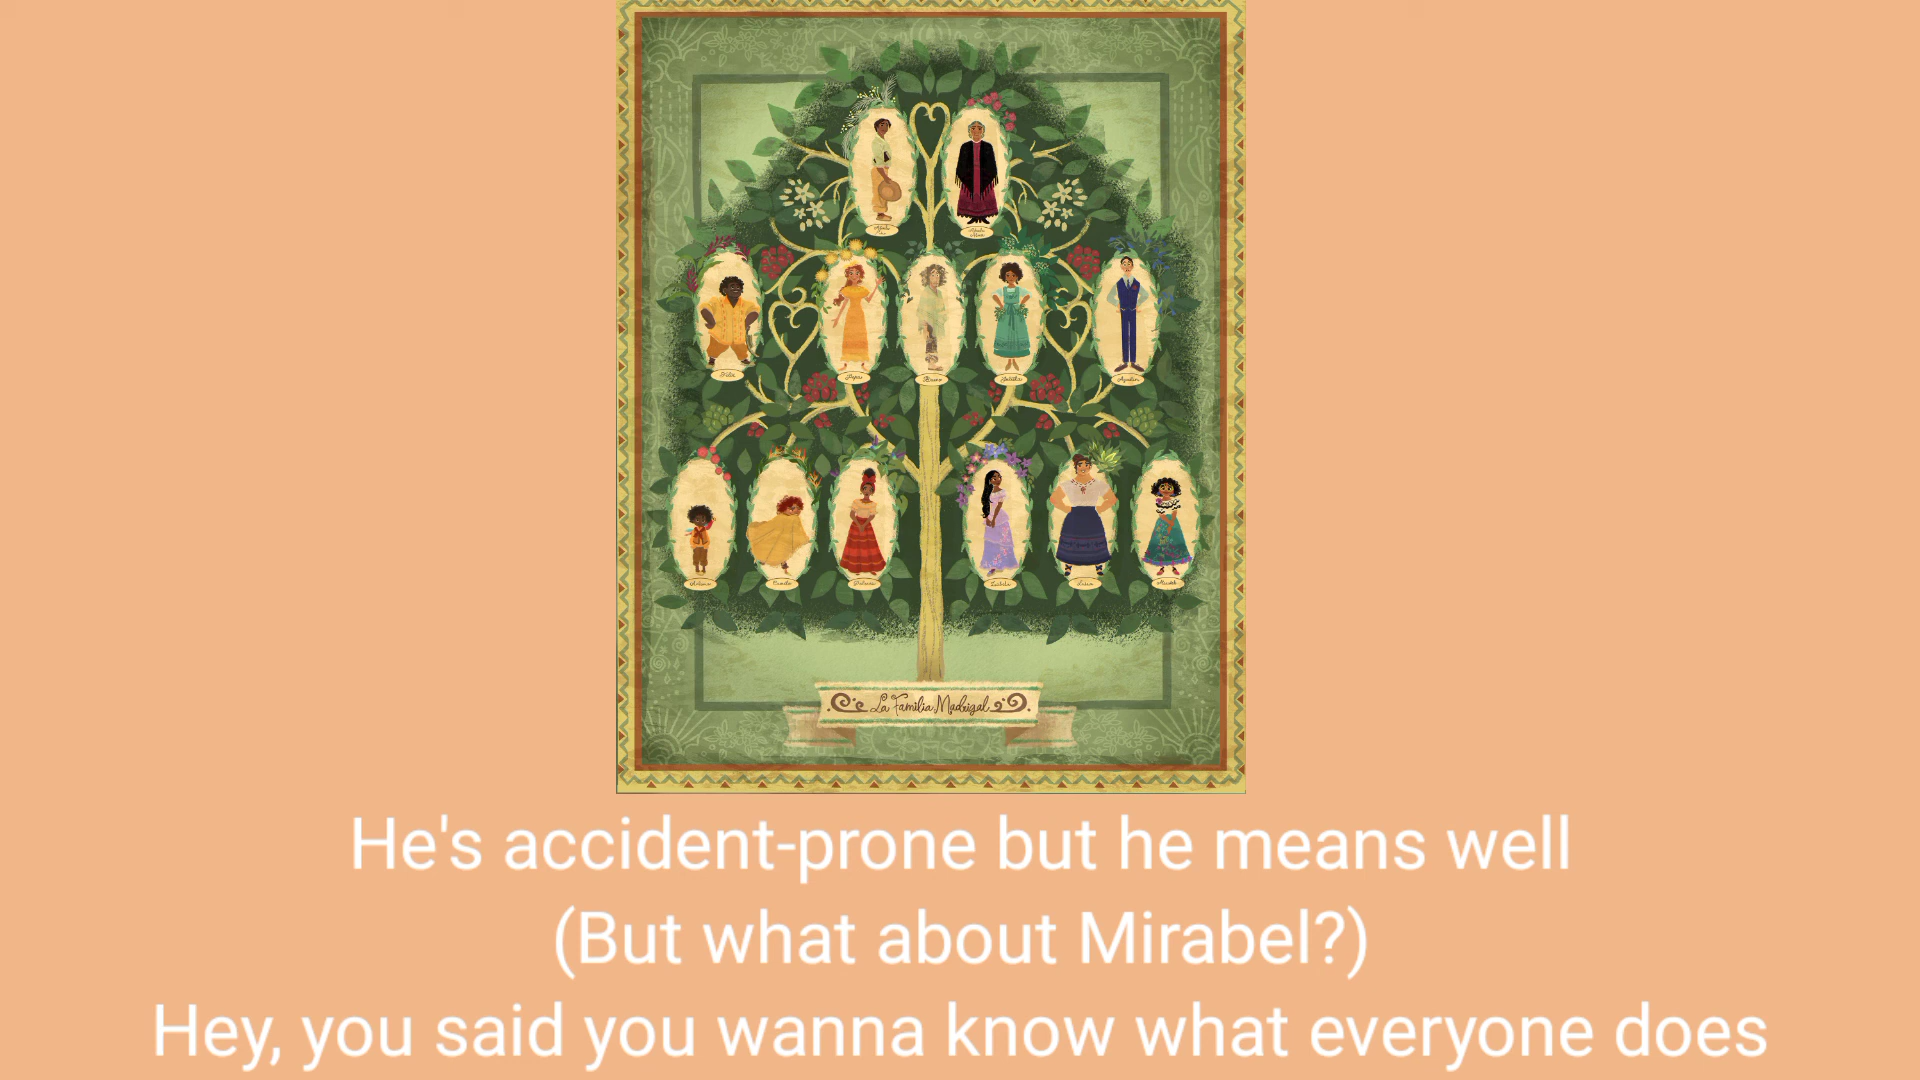 La Familia Madrigal
He's accident-prone but he means well
(But what about Mirabel?)
Hey, you said you wanna know what everyone does